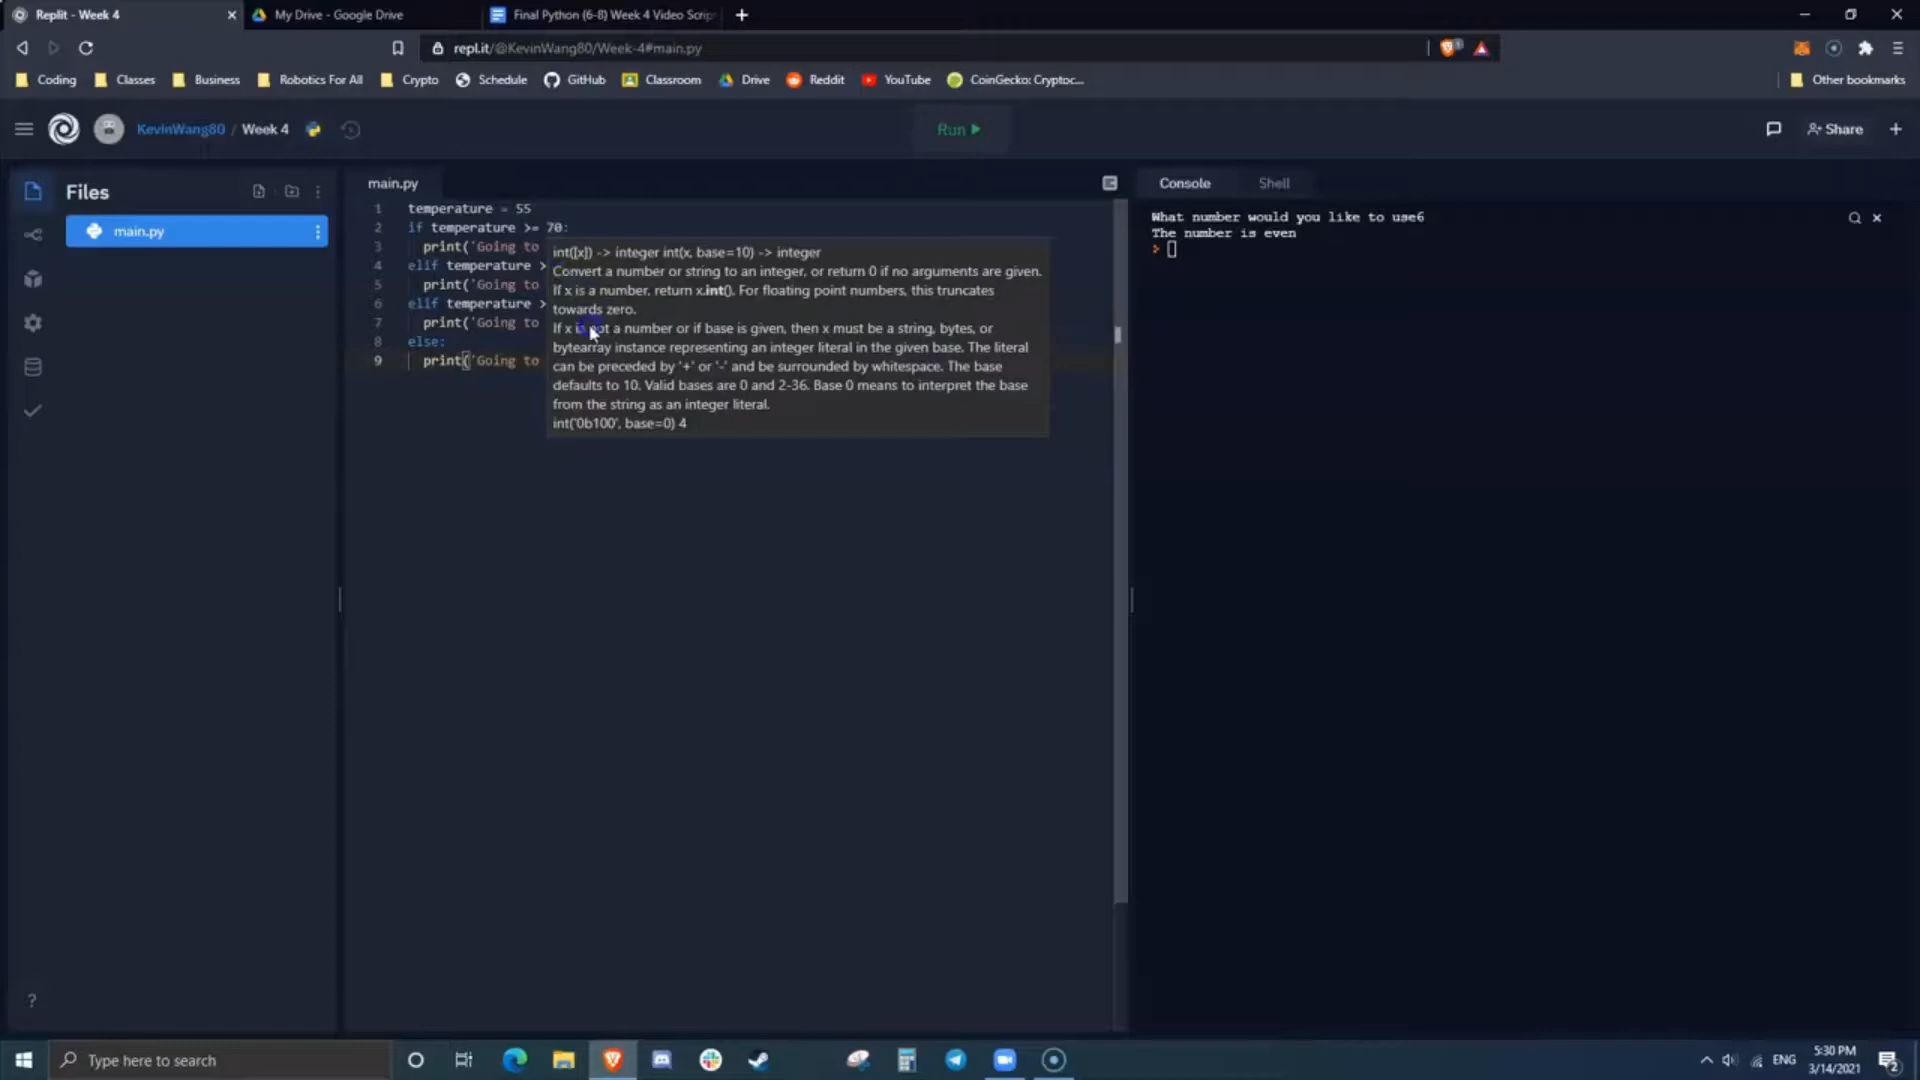 Replit - Week 4
My Drive - Google Drive
Final Python (6-8) Week 4 Video Scrip
repl.it/@KevinWang80/Week-4#main.py
Coding
Classes
Business
Robotics For All
Crypto
Schedule
GitHub
Classroom
Drive
Reddit
YouTube
CoinGecko: Cryptoc...
Other bookmarks
KevinWang80 / Week 4
Run
Share
Files
main.py
main.py
1 temperature = 55
2 if temperature >= 70:
3 print('Going to
4 elif temperature >
5 print('Going to
6 elif temperature >
7 print('Going to
8 else:
9 print('Going to
int([x]) -> integer int(x, base=10) -> integer
Convert a number or string to an integer, or return 0 if no arguments are given.
If x is a number, return x.int(). For floating point numbers, this truncates
towards zero.
If x is not a number or if base is given, then x must be a string, bytes, or
bytearray instance representing an integer literal in the given base. The literal
can be preceded by '+' or '-' and be surrounded by whitespace. The base
defaults to 10. Valid bases are 0 and 2-36. Base 0 means to interpret the base
from the string as an integer literal.
int('0b100', base=0) 4
Console
Shell
What number would you like to use6
The number is even
?
Type here to search
ENG
5:30 PM
3/14/2021
2